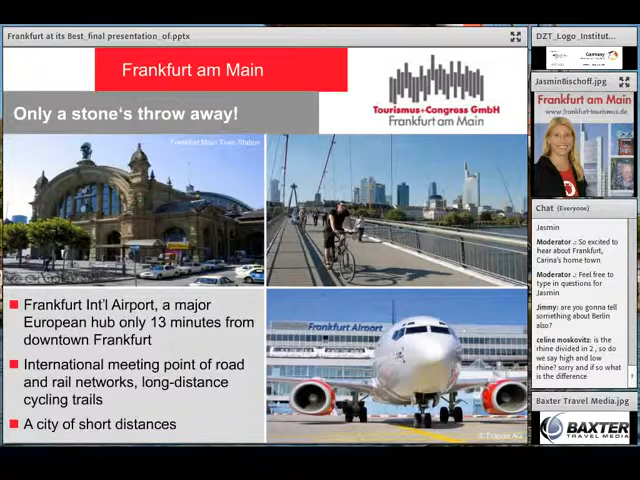 Frankfurt at its Best_final presentation_of.pptx
Frankfurt am Main
Tourismus+Congress GmbH
Frankfurt am Main
Only a stone's throw away!
Frankfurt Main Train Station
Frankfurt Airport
Frankfurt Int'l Airport, a major
European hub only 13 minutes from
downtown Frankfurt
International meeting point of road
and rail networks, long-distance
cycling trails
A city of short distances
© Fraport AG
DZT_Logo_Institut...
Germany
JasminBischoff.jpg
Frankfurt am Main
www.frankfurt-tourismus.de
Chat (Everyone)
Jasmin
Moderator .: So excited to
hear about Frankfurt,
Carina's home town
Moderator .: Feel free to
type in questions for
Jasmin
Jimmy: are you gonna tell
something about Berlin
also?
celine moskovitz: is the
rhine divided in 2 , so do
we say high and low
rhine? sorry and if so what
is the difference
Baxter Travel Media.jpg
BAXTER
TRAVEL MEDIA